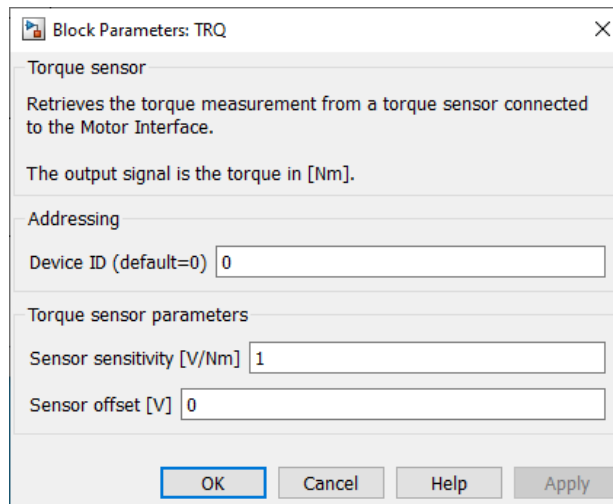 Block Parameters: TRQ
Torque sensor
Retrieves the torque measurement from a torque sensor connected
to the Motor Interface.
The output signal is the torque in [Nm].
Addressing
Device ID (default=0) 0
Torque sensor parameters
Sensor sensitivity [V/Nm] 1
Sensor offset [V] 0
OK Cancel Help Apply